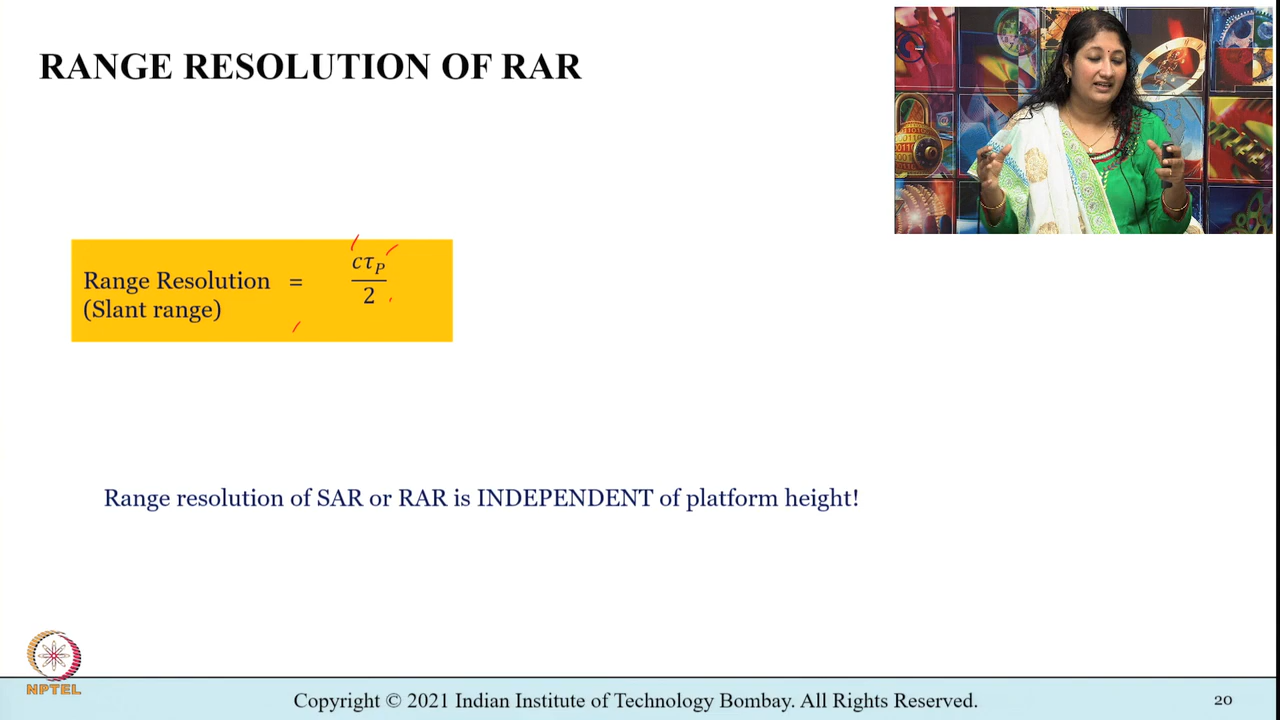 RANGE RESOLUTION OF RAR
Range Resolution = cτ_P/2
(Slant range)
Range resolution of SAR or RAR is INDEPENDENT of platform height!
NPTEL
Copyright © 2021 Indian Institute of Technology Bombay. All Rights Reserved.
20